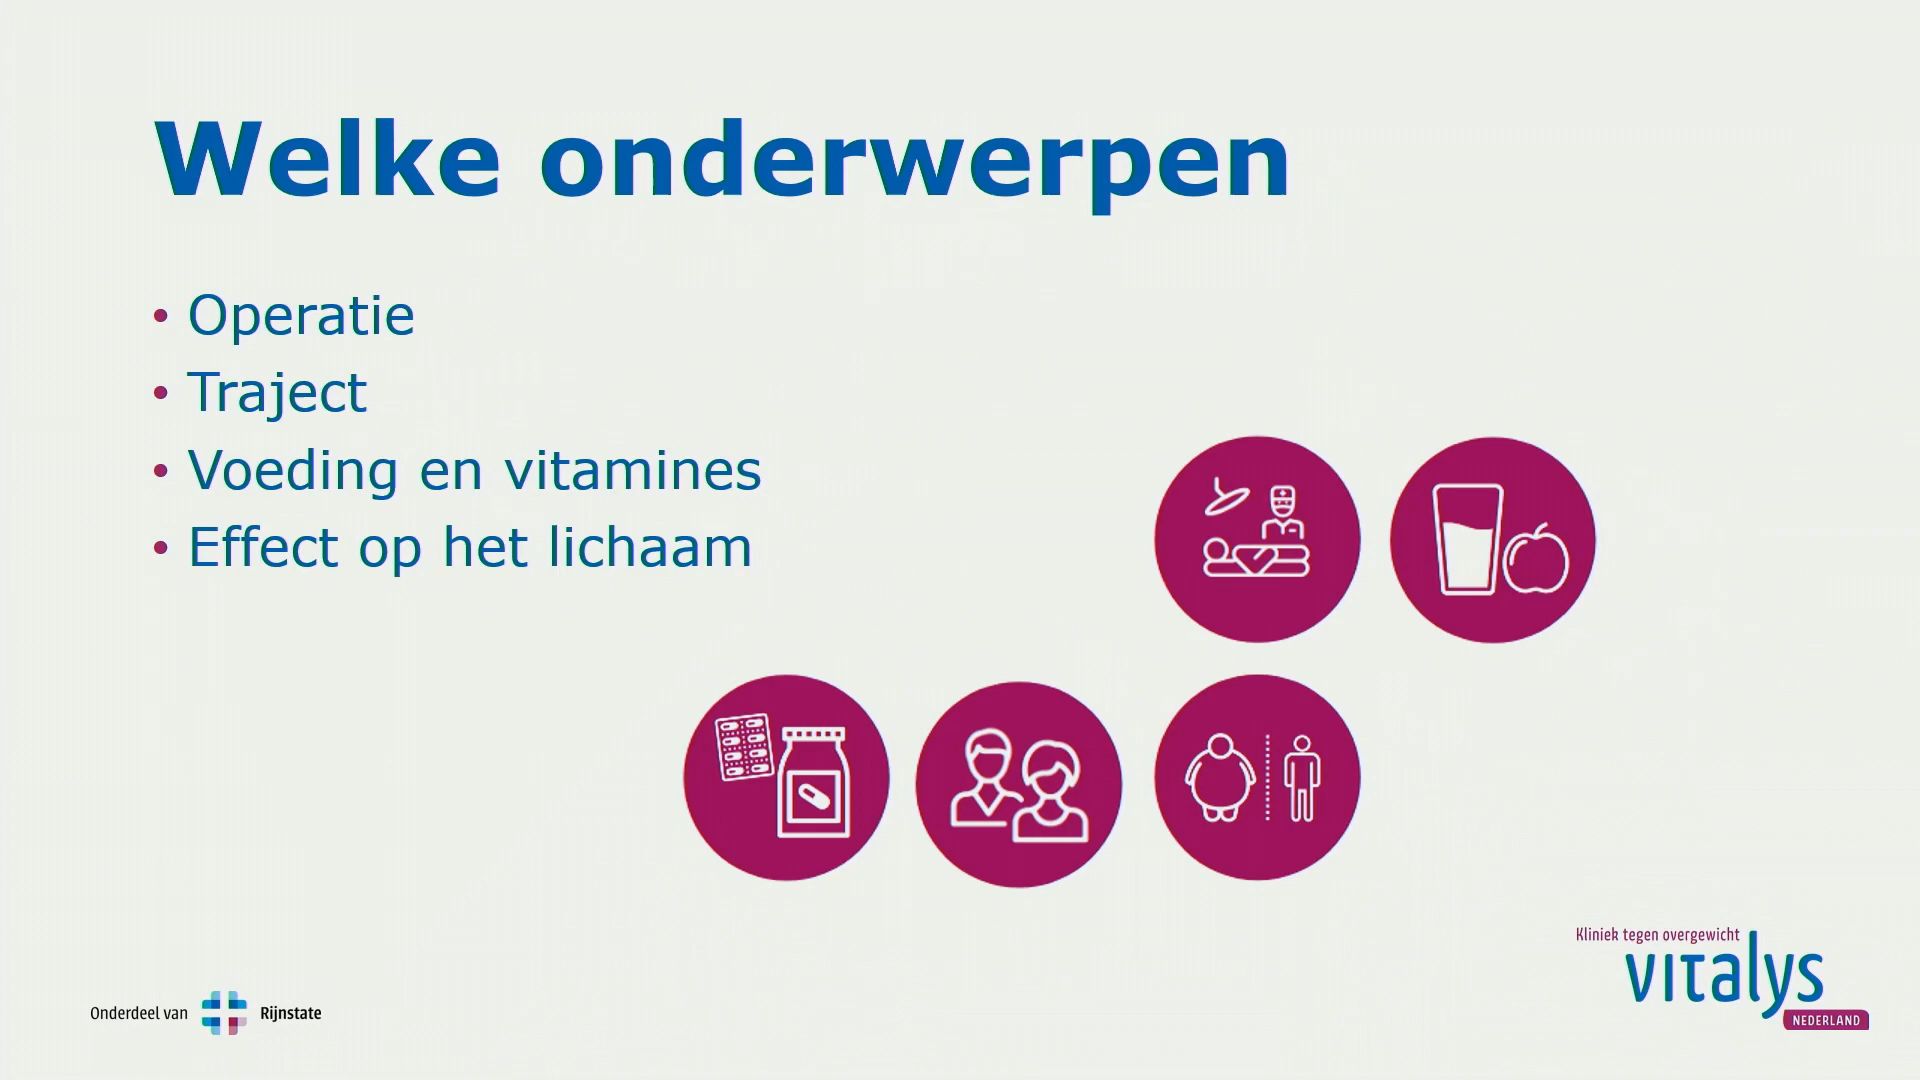 Welke onderwerpen
• Operatie
• Traject
• Voeding en vitamines
• Effect op het lichaam
Kliniek tegen overgewicht
vitalys
NEDERLAND
Onderdeel van Rijnstate